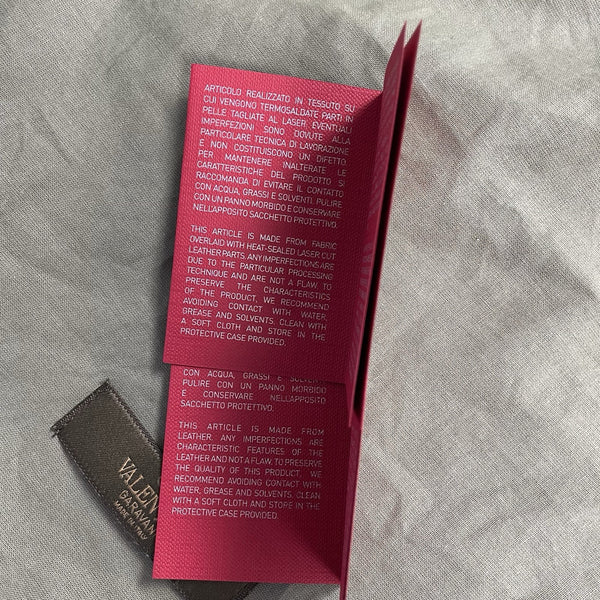 ARTICOLO REALIZZATO IN TESSUTO SU
CUI VENGONO TERMOSALDATE PARTI IN
PELLE TAGLIATE AL LASER. EVENTUALI
IMPERFEZIONI SONO DOVUTE ALLA
PARTICOLARE TECNICA DI LAVORAZIONE
E NON COSTITUISCONO UN DIFETTO.
PER MANTENERE INALTERATE LE
CARATTERISTICHE DEL PRODOTTO SI
RACCOMANDA DI EVITARE IL CONTATTO
CON ACQUA, GRASSI E SOLVENTI. PULIRE
CON UN PANNO MORBIDO E CONSERVARE
NELL'APPOSITO SACCHETTO PROTETTIVO.
THIS ARTICLE IS MADE FROM FABRIC
OVERLAID WITH HEAT-SEALED LASER CUT
LEATHER PARTS. ANY IMPERFECTIONS ARE
DUE TO THE PARTICULAR PROCESSING
TECHNIQUE AND ARE NOT A FLAW. TO
PRESERVE THE CHARACTERISTICS
OF THE PRODUCT, WE RECOMMEND
AVOIDING CONTACT WITH WATER,
GREASE AND SOLVENTS. CLEAN WITH
A SOFT CLOTH AND STORE IN THE
PROTECTIVE CASE PROVIDED.
CON ACQUA, GRASSI E
PULIRE CON UN PANNO MORBIDO
E CONSERVARE NELL'APPOSITO
SACCHETTO PROTETTIVO.
THIS ARTICLE IS MADE FROM
LEATHER. ANY IMPERFECTIONS ARE
CHARACTERISTIC FEATURES OF THE
LEATHER AND NOT A FLAW. TO PRESERVE
THE QUALITY OF THIS PRODUCT, WE
RECOMMEND AVOIDING CONTACT WITH
WATER, GREASE AND SOLVENTS. CLEAN
WITH A SOFT CLOTH AND STORE IN THE
PROTECTIVE CASE PROVIDED.
VALEN
GARAVA
MADE IN ITALY